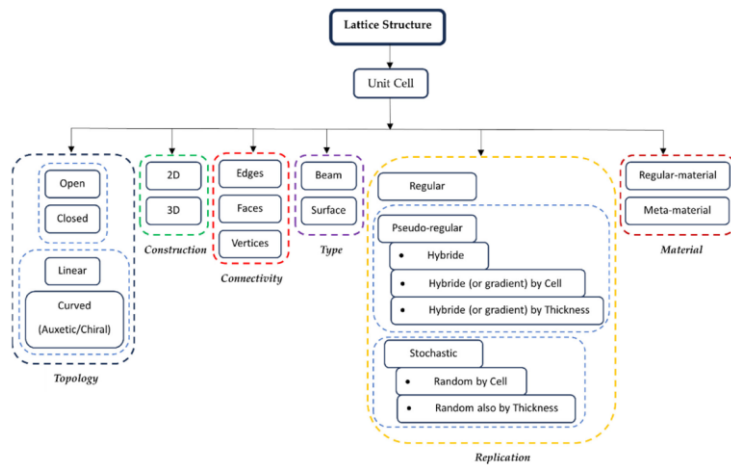 Lattice Structure
Unit Cell
Open
Closed
Linear
Curved
(Auxetic/Chiral)
Topology
2D
3D
Construction
Edges
Faces
Vertices
Connectivity
Beam
Surface
Type
Regular
Pseudo-regular
• Hybride
• Hybride (or gradient) by Cell
• Hybride (or gradient) by Thickness
Stochastic
• Random by Cell
• Random also by Thickness
Replication
Regular-material
Meta-material
Material